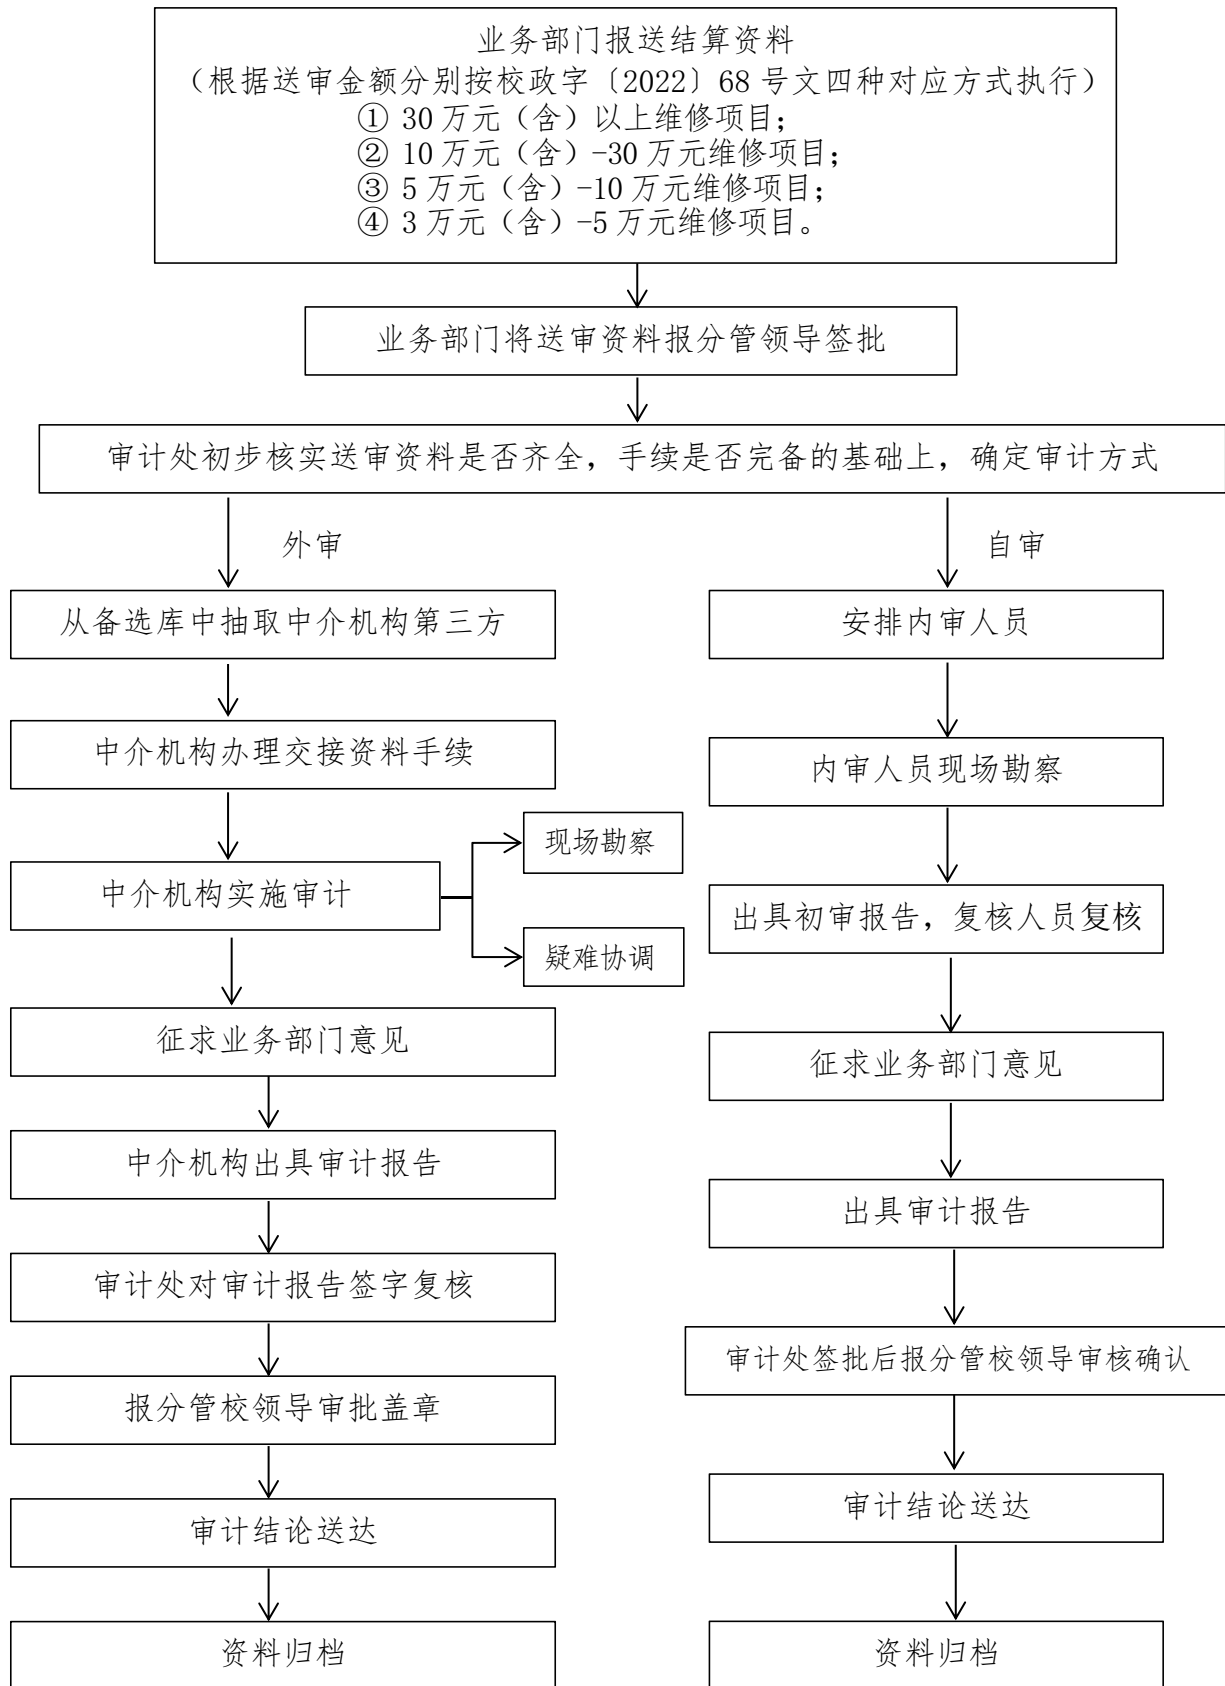 业务部门报送结算资料
（根据送审金额分别按校政字〔2022〕68 号文四种对应方式执行）
① 30 万元（含）以上维修项目；
② 10 万元（含）-30 万元维修项目；
③ 5 万元（含）-10 万元维修项目；
④ 3 万元（含）-5 万元维修项目。
业务部门将送审资料报分管领导签批
审计处初步核实送审资料是否齐全，手续是否完备的基础上，确定审计方式
外审
从备选库中抽取中介机构第三方
中介机构办理交接资料手续
中介机构实施审计
现场勘察
疑难协调
征求业务部门意见
中介机构出具审计报告
审计处对审计报告签字复核
报分管校领导审批盖章
审计结论送达
资料归档
自审
安排内审人员
内审人员现场勘察
出具初审报告，复核人员复核
征求业务部门意见
出具审计报告
审计处签批后报分管校领导审核确认
审计结论送达
资料归档